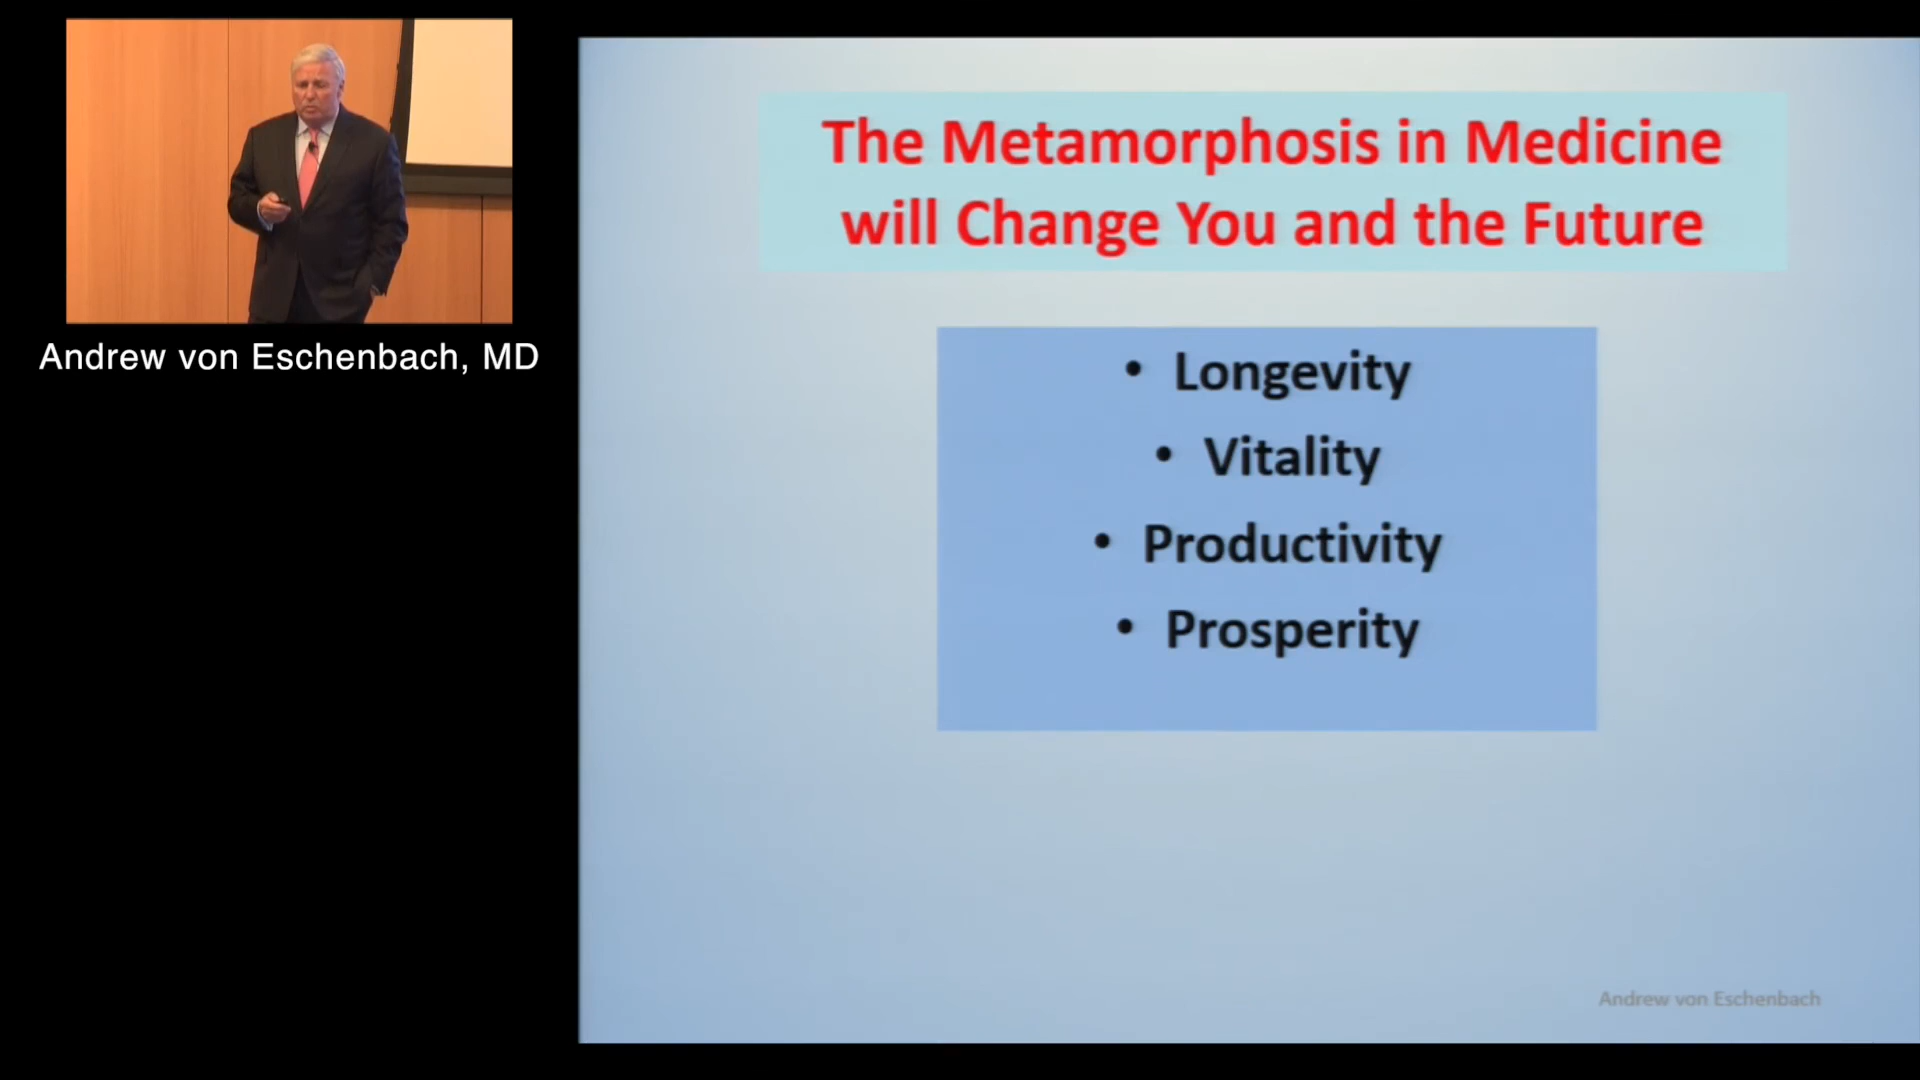 Andrew von Eschenbach, MD
The Metamorphosis in Medicine
will Change You and the Future
• Longevity
• Vitality
• Productivity
• Prosperity
Andrew von Eschenbach